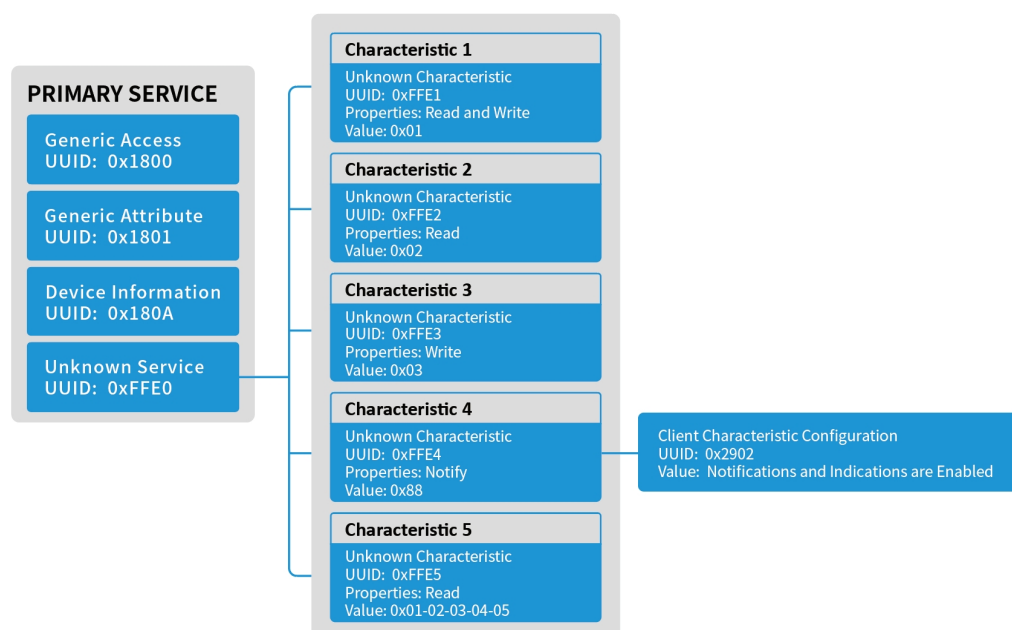 PRIMARY SERVICE
Generic Access
UUID: 0x1800
Generic Attribute
UUID: 0x1801
Device Information
UUID: 0x180A
Unknown Service
UUID: 0xFFE0
Characteristic 1
Unknown Characteristic
UUID: 0xFFE1
Properties: Read and Write
Value: 0x01
Characteristic 2
Unknown Characteristic
UUID: 0xFFE2
Properties: Read
Value: 0x02
Characteristic 3
Unknown Characteristic
UUID: 0xFFE3
Properties: Write
Value: 0x03
Characteristic 4
Unknown Characteristic
UUID: 0xFFE4
Properties: Notify
Value: 0x88
Client Characteristic Configuration
UUID: 0x2902
Value: Notifications and Indications are Enabled
Characteristic 5
Unknown Characteristic
UUID: 0xFFE5
Properties: Read
Value: 0x01-02-03-04-05